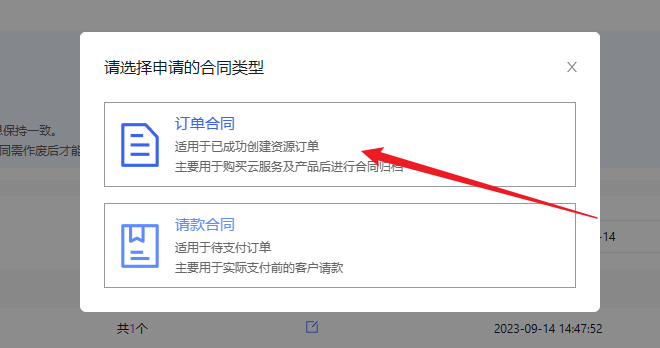 请选择申请的合同类型
订单合同
保持一致。
适用于已成功创建资源订单
同需作废后才能
主要用于购买云服务及产品后进行合同归档
请款合同
-14
适用于待支付订单
主要用于实际支付前的客户请款
共1个
2023-09-14 14:47:52